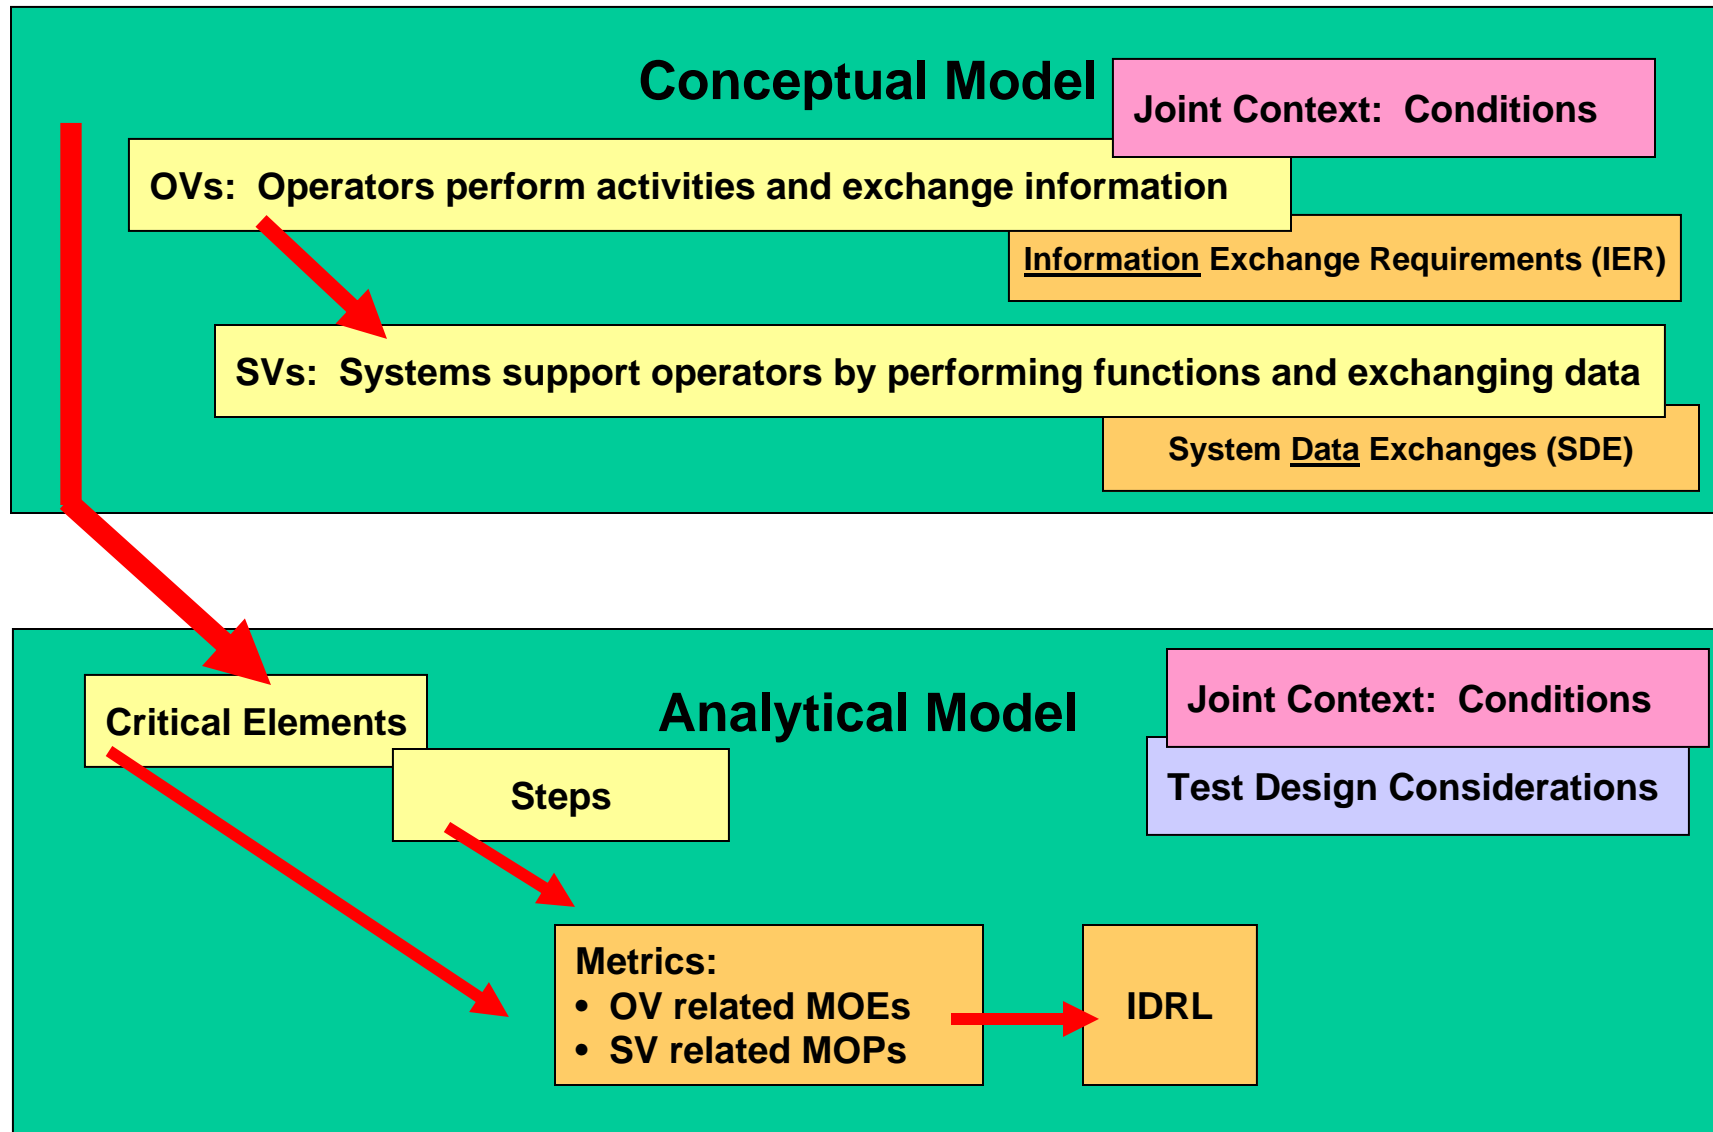 Conceptual Model
Joint Context:  Conditions
OVs:  Operators perform activities and exchange information
Information Exchange Requirements (IER)
SVs:  Systems support operators by performing functions and exchanging data
System Data Exchanges (SDE)
Analytical Model
Joint Context:  Conditions
Critical Elements
Test Design Considerations
Steps
Metrics:
• OV related MOEs
• SV related MOPs
IDRL